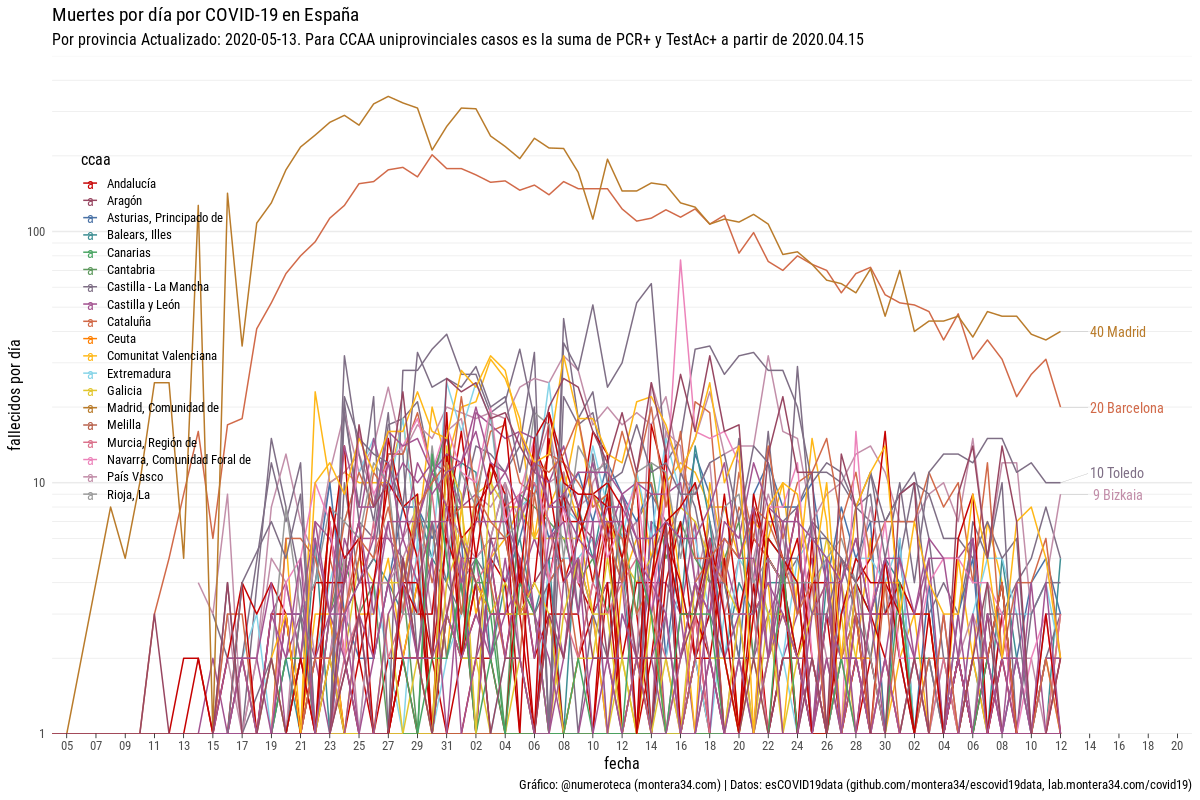 Muertes por día por COVID-19 en España
Por provincia Actualizado: 2020-05-13. Para CCAA uniprovinciales casos es la suma de PCR+ y TestAc+ a partir de 2020.04.15
fallecidos por día
100
10
1
ccaa
a Andalucía
a Aragón
a Asturias, Principado de
a Balears, Illes
a Canarias
a Cantabria
a Castilla - La Mancha
a Castilla y León
a Cataluña
a Ceuta
a Comunitat Valenciana
a Extremadura
a Galicia
a Madrid, Comunidad de
a Melilla
a Murcia, Región de
a Navarra, Comunidad Foral de
a País Vasco
a Rioja, La
40 Madrid
20 Barcelona
10 Toledo
9 Bizkaia
05 07 09 11 13 15 17 19 21 23 25 27 29 31 02 04 06 08 10 12 14 16 18 20 22 24 26 28 30 02 04 06 08 10 12 14 16 18 20
fecha
Gráfico: @numeroteca (montera34.com) | Datos: esCOVID19data (github.com/montera34/escovid19data, lab.montera34.com/covid19)